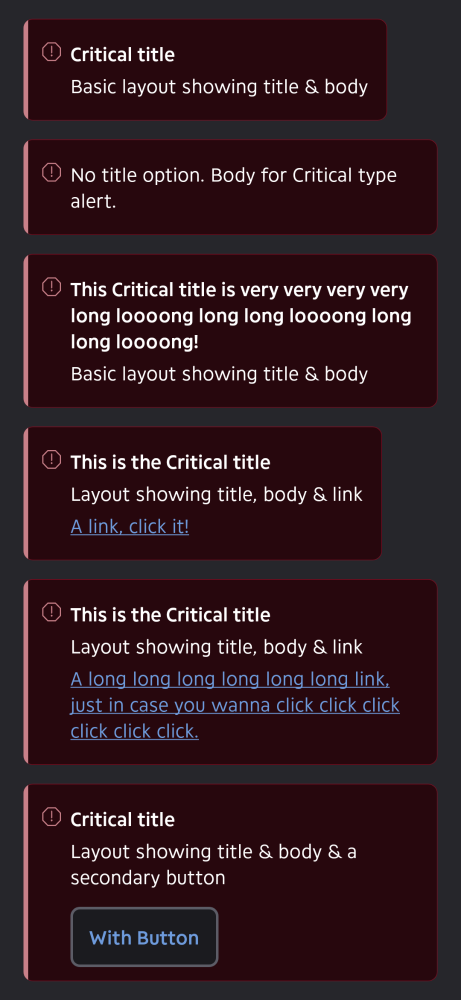 Critical title
Basic layout showing title & body
No title option. Body for Critical type
alert.
This Critical title is very very very very
long loooong long long loooong long
long loooong!
Basic layout showing title & body
This is the Critical title
Layout showing title, body & link
A link, click it!
This is the Critical title
Layout showing title, body & link
A long long long long long long link,
just in case you wanna click click click
click click click.
Critical title
Layout showing title & body & a
secondary button
With Button